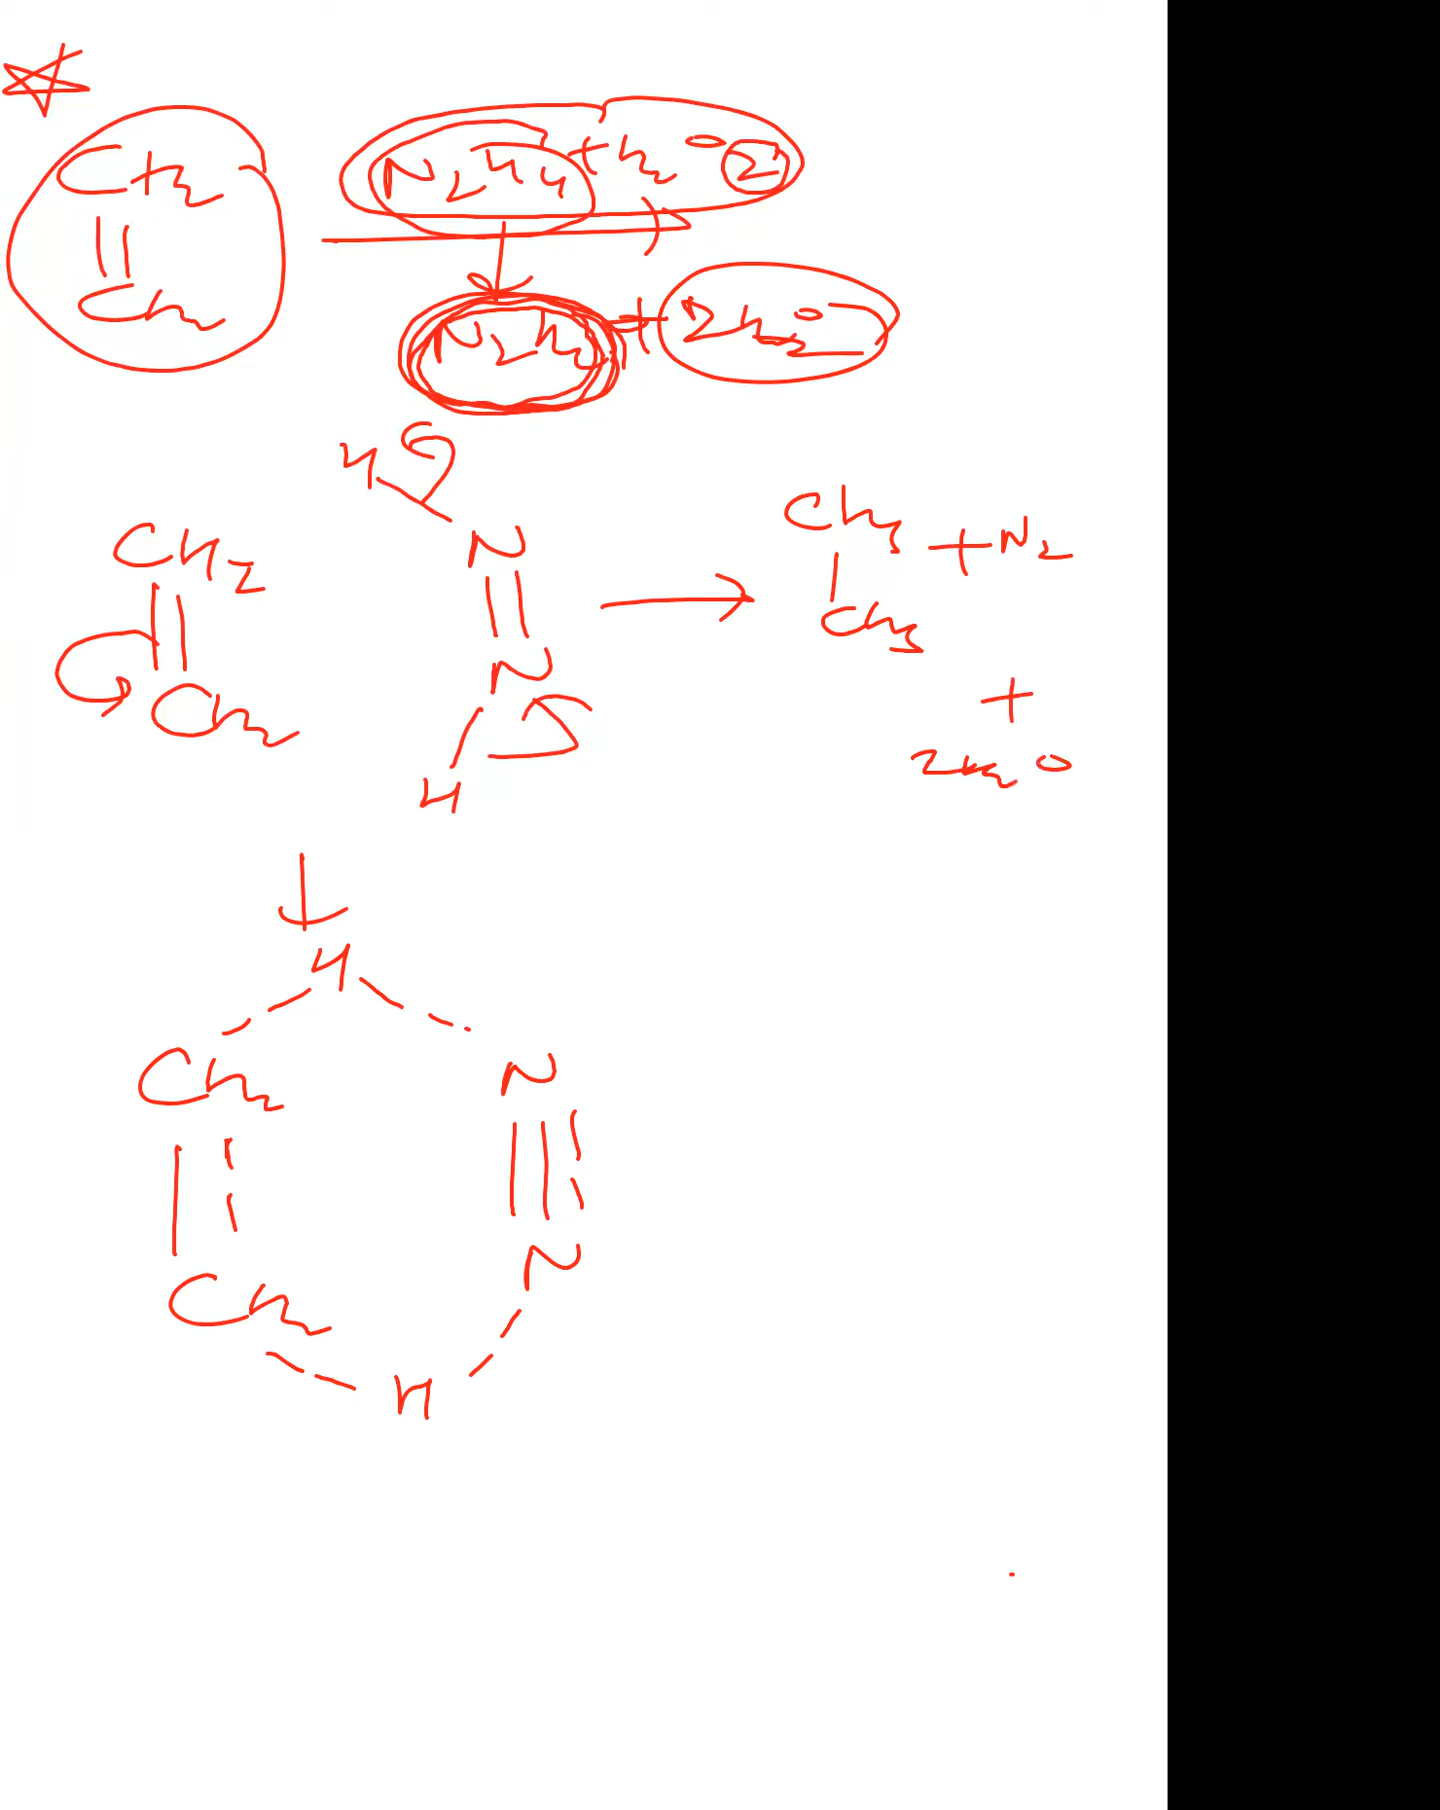 CH2 N2H4 + H2O2
||
CH2 N2H2 + 2H2O
H
N
CH2 || CH3 + N2
|| N |
CH2 CH3
H +
2H2O
H
CH2 N
CH2 N
H